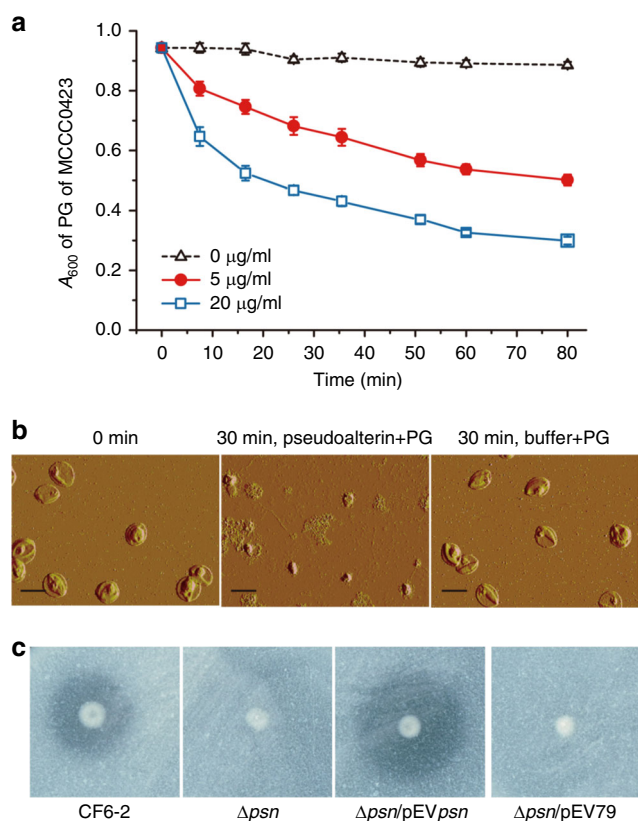 a
A600 of PG of MCCC0423
1.0
0.8
0.6
0.4
0.2
0.0
0 μg/ml
5 μg/ml
20 μg/ml
0 10 20 30 40 50 60 70 80
Time (min)
b
0 min 30 min, pseudoalterin+PG 30 min, buffer+PG
c
CF6-2 Δpsn Δpsn/pEVpsn Δpsn/pEV79